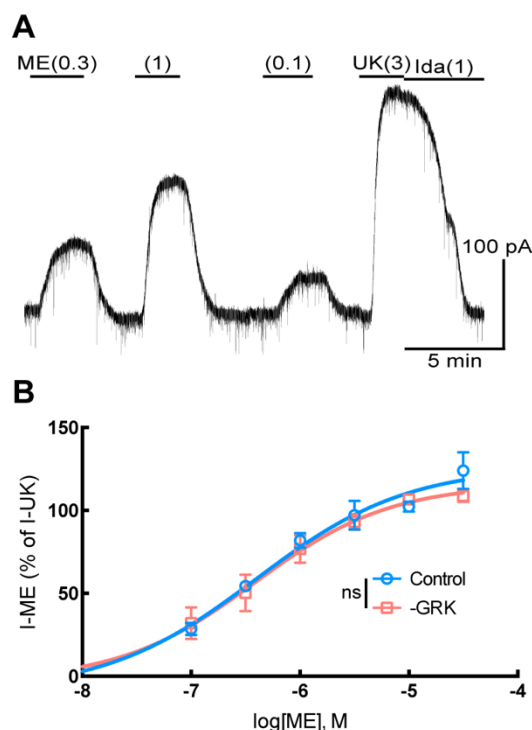 A
ME(0.3) (1) (0.1) UK(3) Ida(1)
100 pA
5 min
B
150
100
50
0
I-ME (% of I-UK)
ns
Control
-GRK
-8 -7 -6 -5 -4
log[ME], M